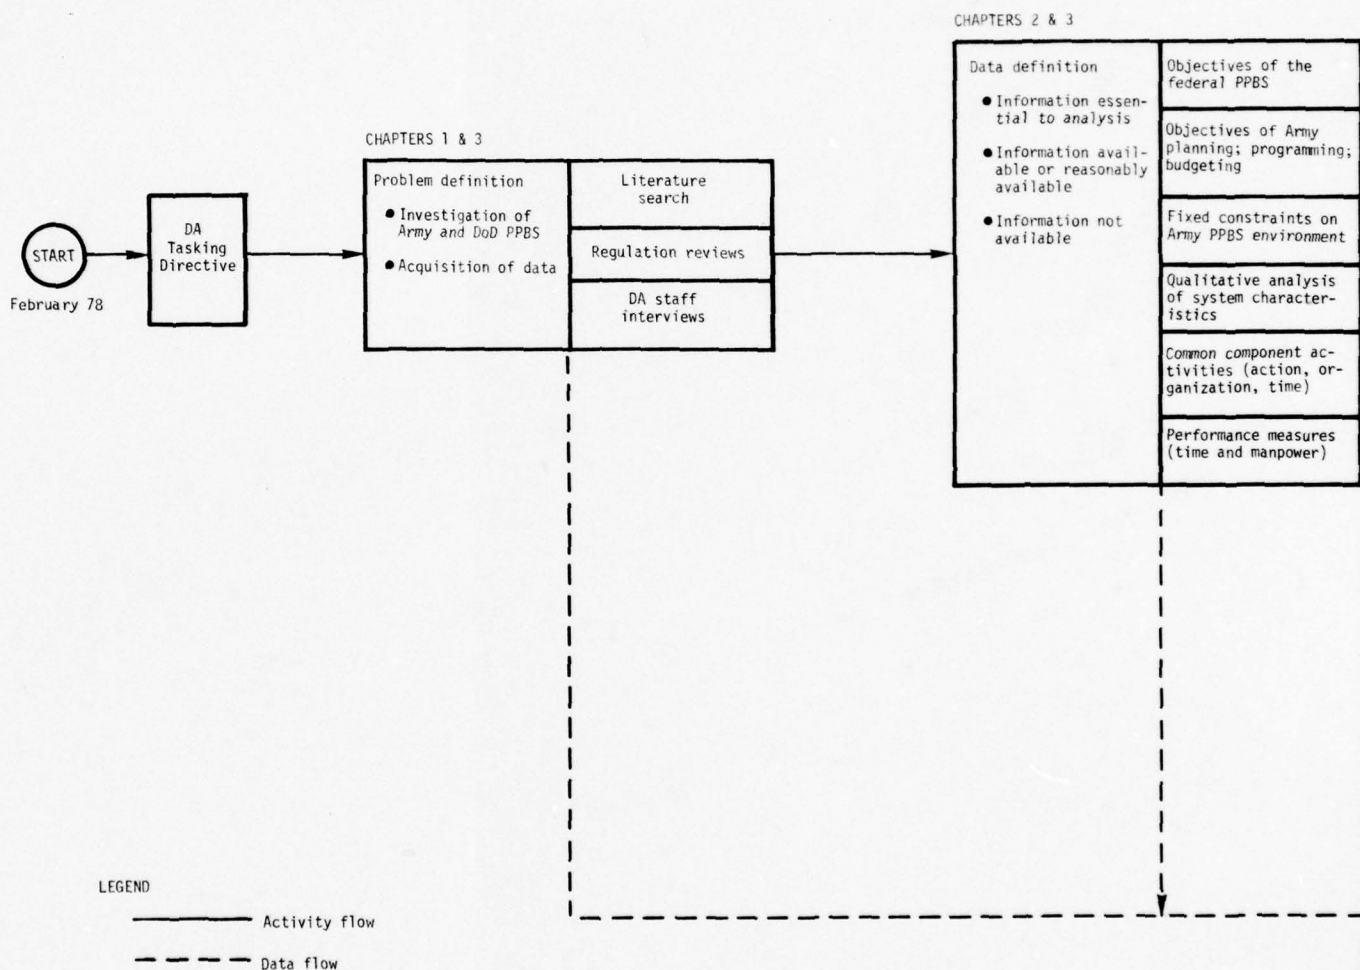 CHAPTERS 2 & 3
Data definition
● Information essen-
tial to analysis
● Information avail-
able or reasonably
available
● Information not
available
Objectives of the
federal PPBS
Objectives of Army
planning; programming;
budgeting
Fixed constraints on
Army PPBS environment
Qualitative analysis
of system character-
istics
Common component ac-
tivities (action, or-
ganization, time)
Performance measures
(time and manpower)
CHAPTERS 1 & 3
Problem definition
● Investigation of
Army and DoD PPBS
● Acquisition of data
Literature
search
Regulation reviews
DA staff
interviews
DA
Tasking
Directive
START
February 78
LEGEND
Activity flow
Data flow